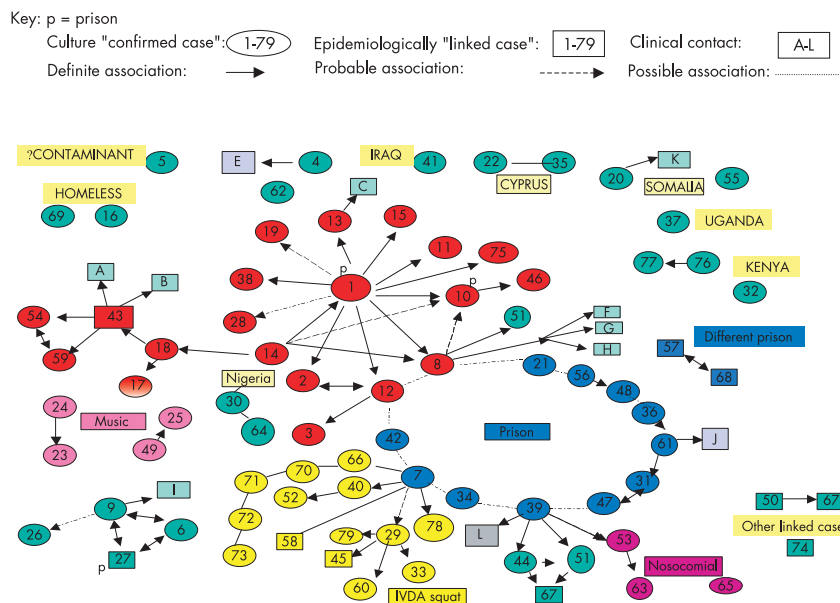 Key: p = prison
Culture "confirmed case": 1-79 Epidemiologically "linked case": 1-79 Clinical contact: A-L
Definite association: Probable association: Possible association:
?CONTAMINANT 5 E 4 IRAQ 41 22 35 K
CYPRUS 20 SOMALIA 55
HOMELESS 62 C
69 16 19 13 15 37 UGANDA
11 75 77 76 KENYA
A B 38 p 1 p 10 46 32
54 43 28 51 F
G
59 18 14 8 H 57 Different prison
17 Nigeria 2 12 21 56 48 68
24 Music 25 30 36
64 3 42 Prison 61 J
23 49 66
71 70 7 31
I 52 40 34 39 47 50 67
9 72 78 Other linked case
26 6 73 58 79 29 L 53 74
p 27 45 33 44 51 Nosocomial
60 IVDA squat 67 63 65